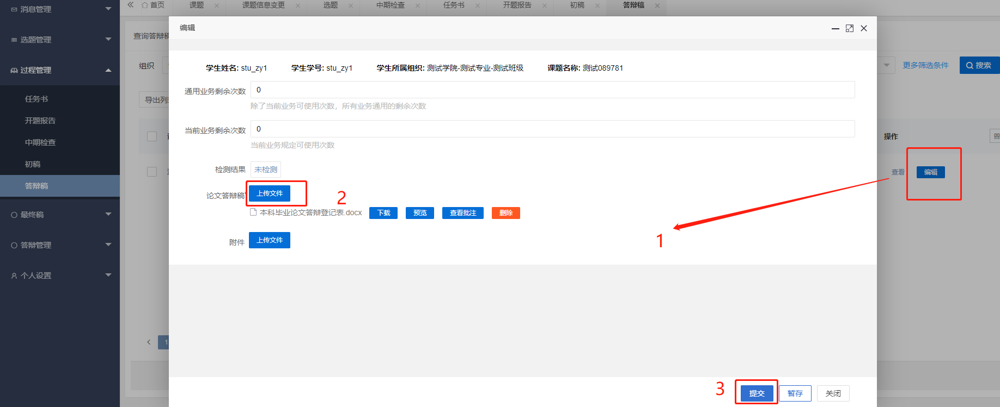 消息管理
选题管理
过程管理
任务书
开题报告
中期检查
初稿
答辩稿
最终稿
答辩管理
个人设置
首页 课题 课题信息变更 选题 中期检查 任务书 开题报告 初稿 答辩稿
查询答辩稿
组织
更多筛选条件 搜索
导出列
操作
查看 编辑
1
编辑
学生姓名: stu_zy1 学生学号: stu_zy1 学生所属组织: 测试学院-测试专业-测试班级 课题名称: 测试089781
通用业务剩余次数 0
除了当前业务可使用次数，所有业务通用的剩余次数
当前业务剩余次数 0
当前业务规定可使用次数
检测结果 未检测
论文答辩稿 上传文件 2
本科毕业论文答辩登记表.docx 下载 预览 查看批注 删除
附件 上传文件
1
3 提交 暂存 关闭